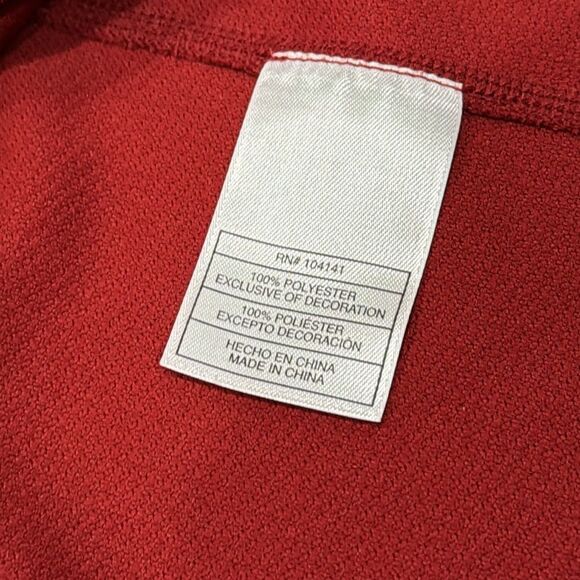 RN# 104141
100% POLYESTER
EXCLUSIVE OF DECORATION
100% POLIÉSTER
EXCEPTO DECORACIÓN
HECHO EN CHINA
MADE IN CHINA